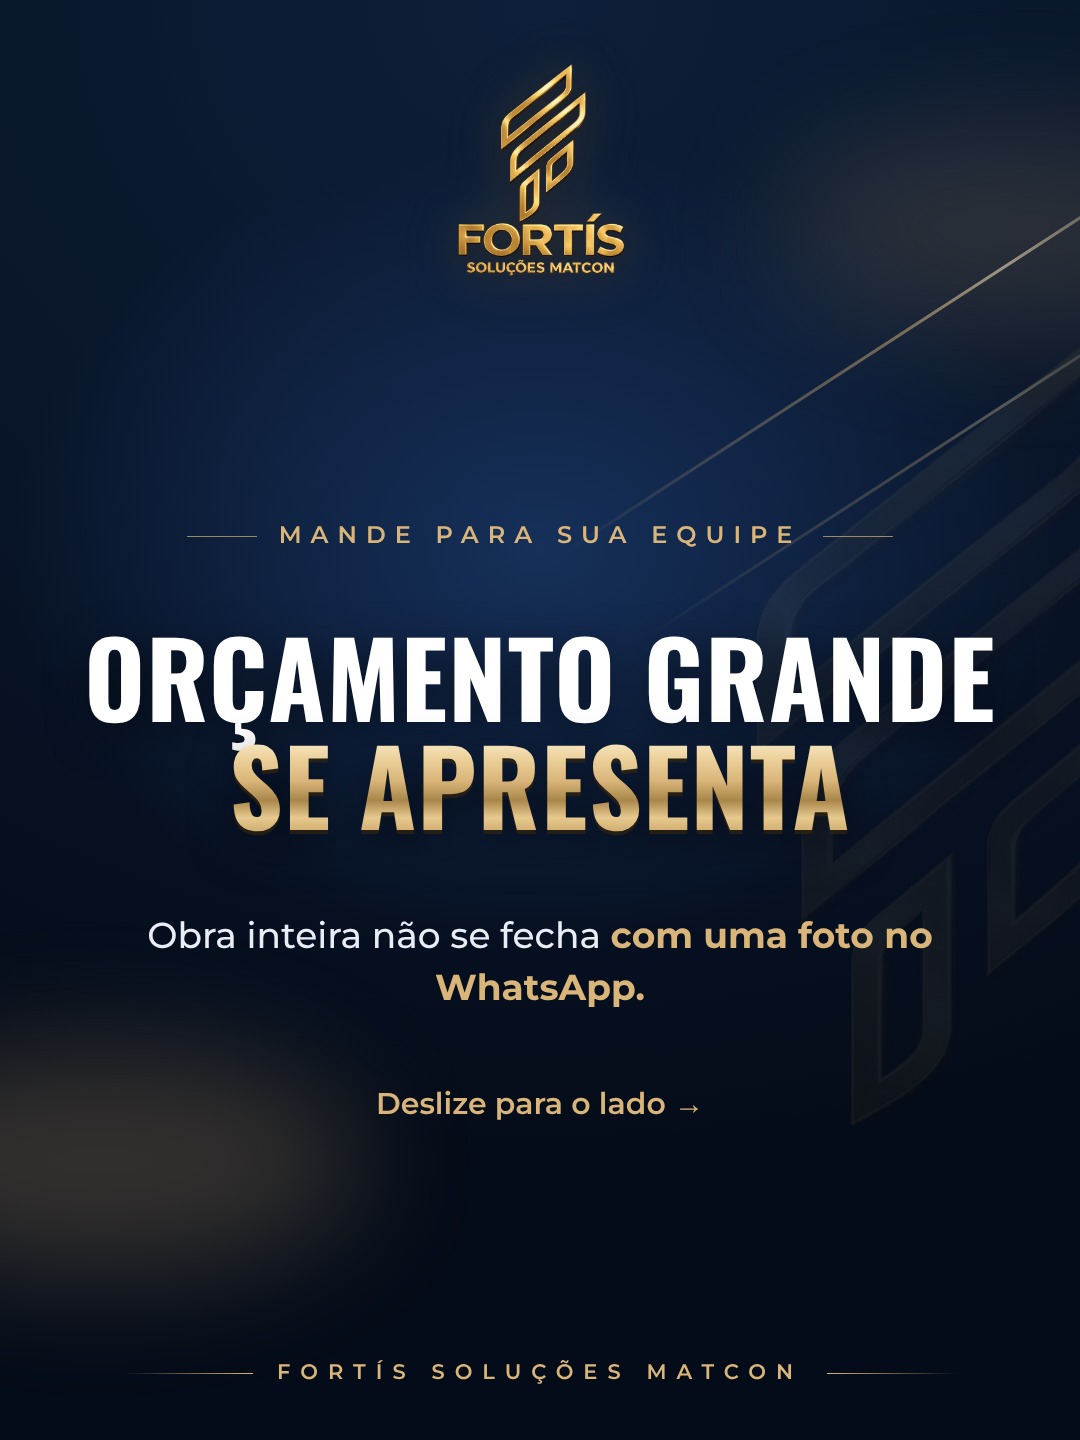 FORTÍS
SOLUÇÕES MATCON
MANDE PARA SUA EQUIPE
ORÇAMENTO GRANDE
SE APRESENTA
Obra inteira não se fecha com uma foto no
WhatsApp.
Deslize para o lado →
FORTÍS SOLUÇÕES MATCON